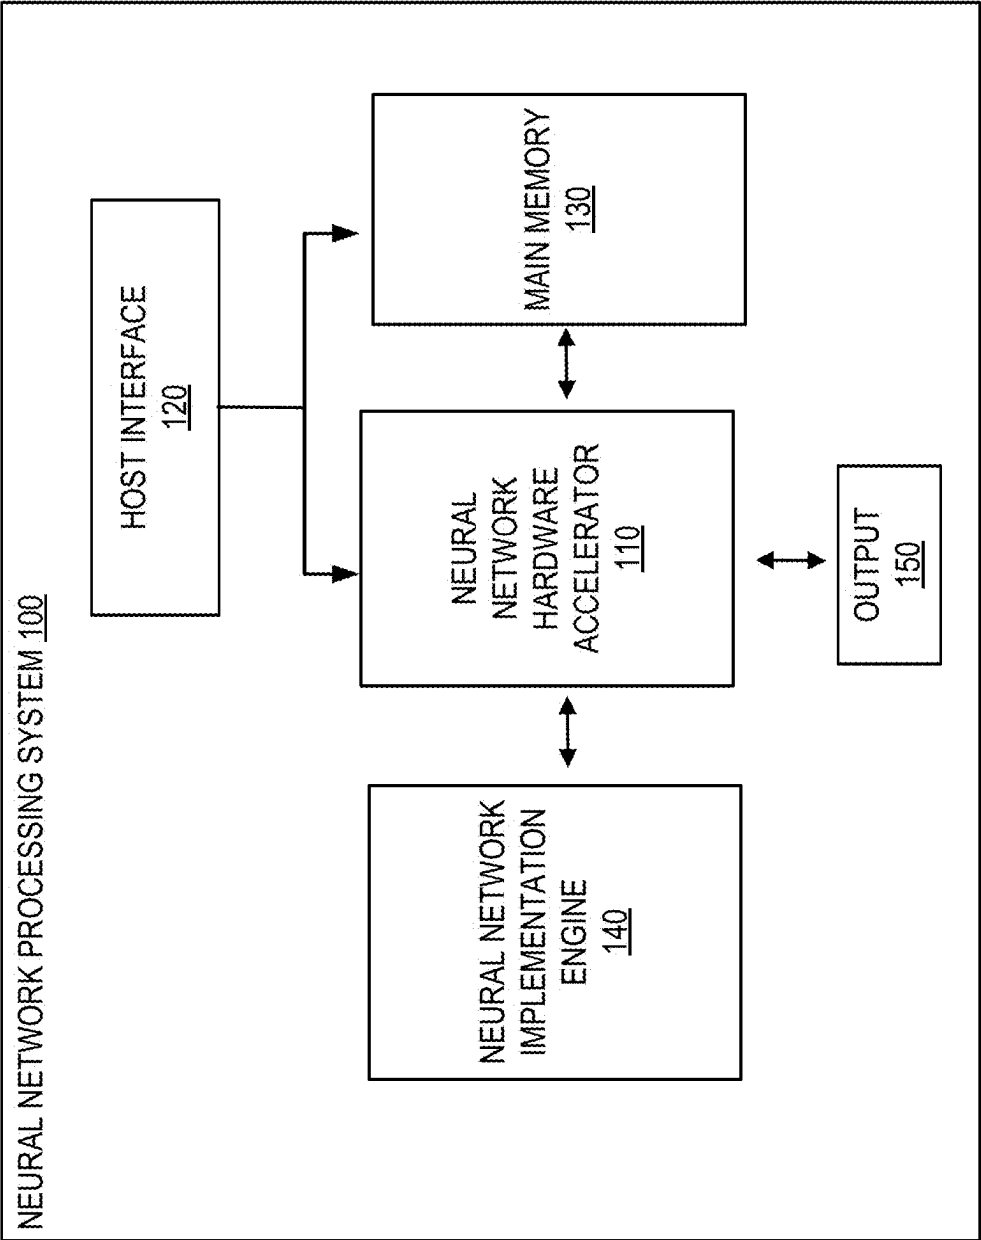 NEURAL NETWORK PROCESSING SYSTEM 100
HOST INTERFACE
120
NEURAL NETWORK
IMPLEMENTATION
ENGINE
140
NEURAL
NETWORK
HARDWARE
ACCELERATOR
110
MAIN MEMORY
130
OUTPUT
150